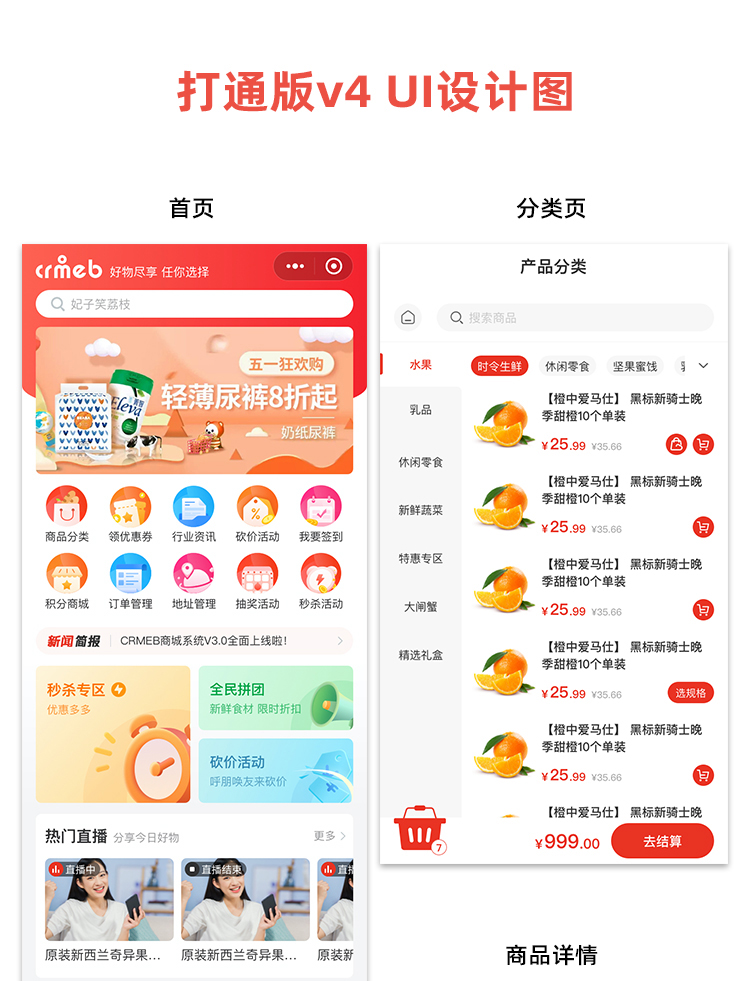 打通版v4 UI设计图
首页
crmeb 好物尽享 任你选择
妃子笑荔枝
五一狂欢购
轻薄尿裤8折起
奶纸尿裤
Eleva
商品分类 领优惠券 行业资讯 砍价活动 我要签到
积分商城 订单管理 地址管理 抽奖活动 秒杀活动
新闻简报 CRMEB商城系统V3.0全面上线啦！
秒杀专区
优惠多多
全民拼团
新鲜食材 限时折扣
砍价活动
呼朋唤友来砍价
热门直播 分享今日好物 更多
直播中 直播结束 直
原装新西兰奇异果... 原装新西兰奇异果... 原装新
分类页
产品分类
搜索商品
水果
乳品
休闲零食
新鲜蔬菜
特惠专区
大闸蟹
精选礼盒
时令生鲜 休闲零食 坚果蜜饯
【橙中爱马仕】 黑标新骑士晚
季甜橙10个单装
¥25.99 ¥35.66
【橙中爱马仕】 黑标新骑士晚
季甜橙10个单装
¥25.99 ¥35.66
【橙中爱马仕】 黑标新骑士晚
季甜橙10个单装
¥25.99 ¥35.66
【橙中爱马仕】 黑标新骑士晚
季甜橙10个单装
¥25.99 ¥35.66 选规格
【橙中爱马仕】 黑标新骑士晚
季甜橙10个单装
¥25.99 ¥35.66
【橙中爱马仕】 黑标新骑士晚
7 ¥999.00 去结算
商品详情